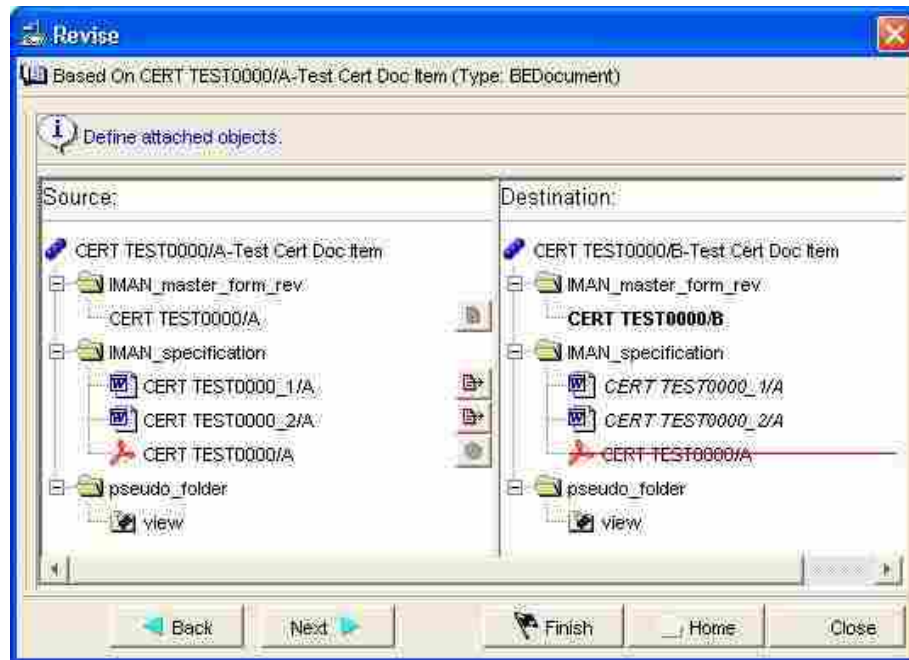 Revise
Based On CERT TEST0000/A-Test Cert Doc Item (Type: BEDocument)
Define attached objects.
Source:
CERT TEST0000/A-Test Cert Doc Item
IMAN_master_form_rev
CERT TEST0000/A
IMAN_specification
CERT TEST0000_1/A
CERT TEST0000_2/A
CERT TEST0000/A
pseudo_folder
view
Destination:
CERT TEST0000/B-Test Cert Doc Item
IMAN_master_form_rev
CERT TEST0000/B
IMAN_specification
CERT TEST0000_1/A
CERT TEST0000_2/A
CERT TEST0000/A
pseudo_folder
view
Back Next Finish Home Close